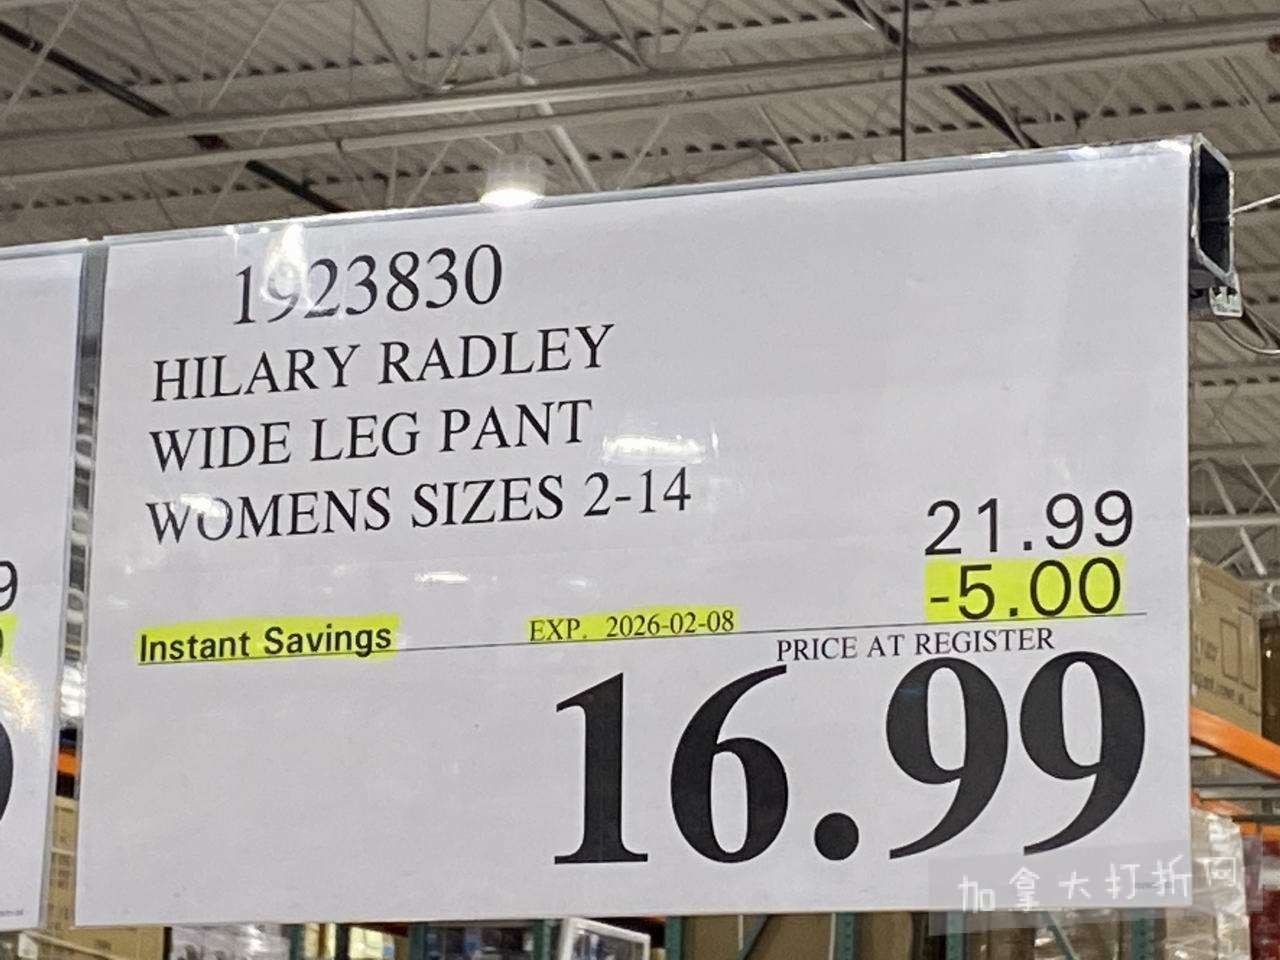 1923830
HILARY RADLEY
WIDE LEG PANT
WOMENS SIZES 2-14
21.99
-5.00
Instant Savings
EXP. 2026-02-08
PRICE AT REGISTER
16.99
加拿大打折网